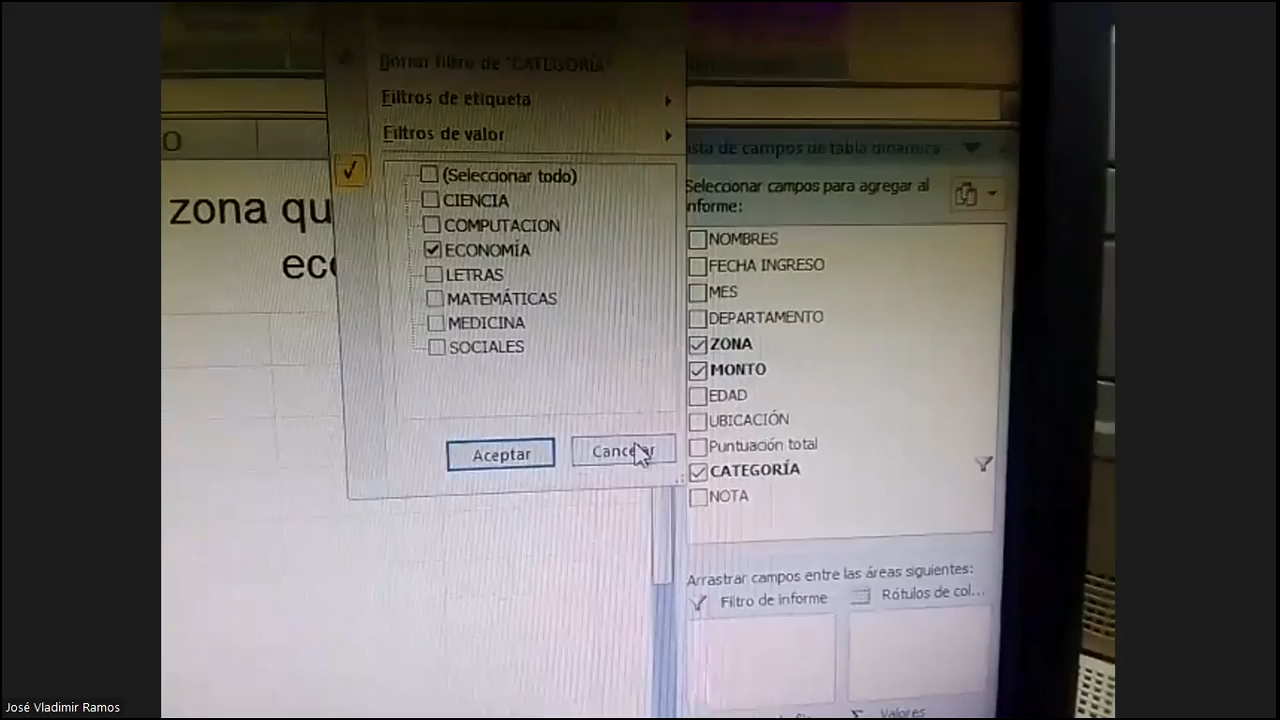 Borrar filtro de "CATEGORÍA"
Filtros de etiqueta
Filtros de valor
(Seleccionar todo)
CIENCIA
COMPUTACION
ECONOMÍA
LETRAS
MATEMÁTICAS
MEDICINA
SOCIALES
Aceptar
Cancelar
O
zona qu
eco
sta de campos de tabla dinámica
Seleccionar campos para agregar al
nforme:
NOMBRES
FECHA INGRESO
MES
DEPARTAMENTO
ZONA
MONTO
EDAD
UBICACIÓN
Puntuación total
CATEGORÍA
NOTA
Arrastrar campos entre las áreas siguientes:
Filtro de informe
Rótulos de col...
Σ Valores
José Vladimir Ramos